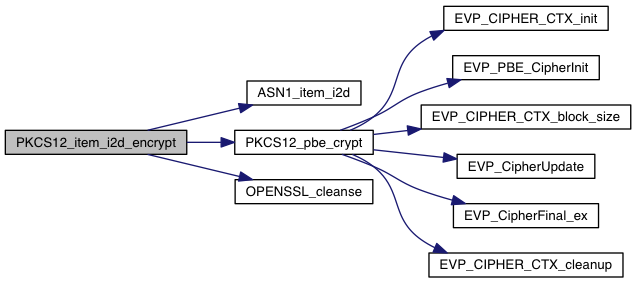 PKCS12_item_i2d_encrypt
ASN1_item_i2d
PKCS12_pbe_crypt
OPENSSL_cleanse
EVP_CIPHER_CTX_init
EVP_PBE_CipherInit
EVP_CIPHER_CTX_block_size
EVP_CipherUpdate
EVP_CipherFinal_ex
EVP_CIPHER_CTX_cleanup